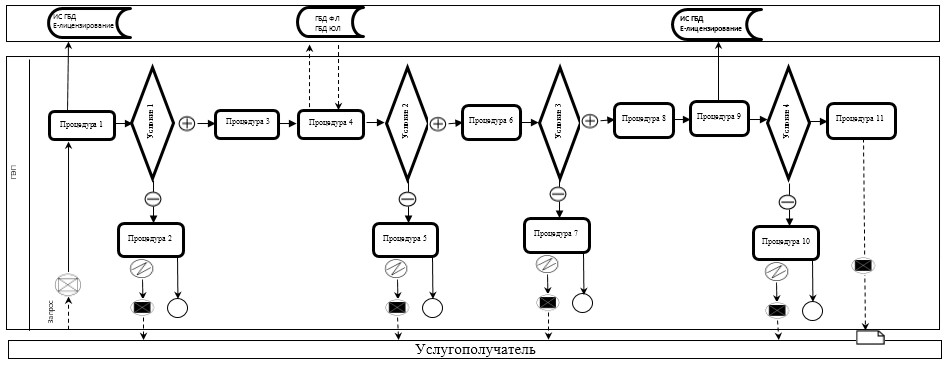 ИС ГБД
Е-лицензирование
ГБД ФЛ
ГБД ЮЛ
ИС ГБД
Е-лицензирование
Процедура 1
Условие 1
Процедура 3
Процедура 4
Условие 2
Процедура 6
Условие 3
Процедура 8
Процедура 9
Условие 4
Процедура 11
Процедура 2
Процедура 5
Процедура 7
Процедура 10
Запрос
Услугополучатель